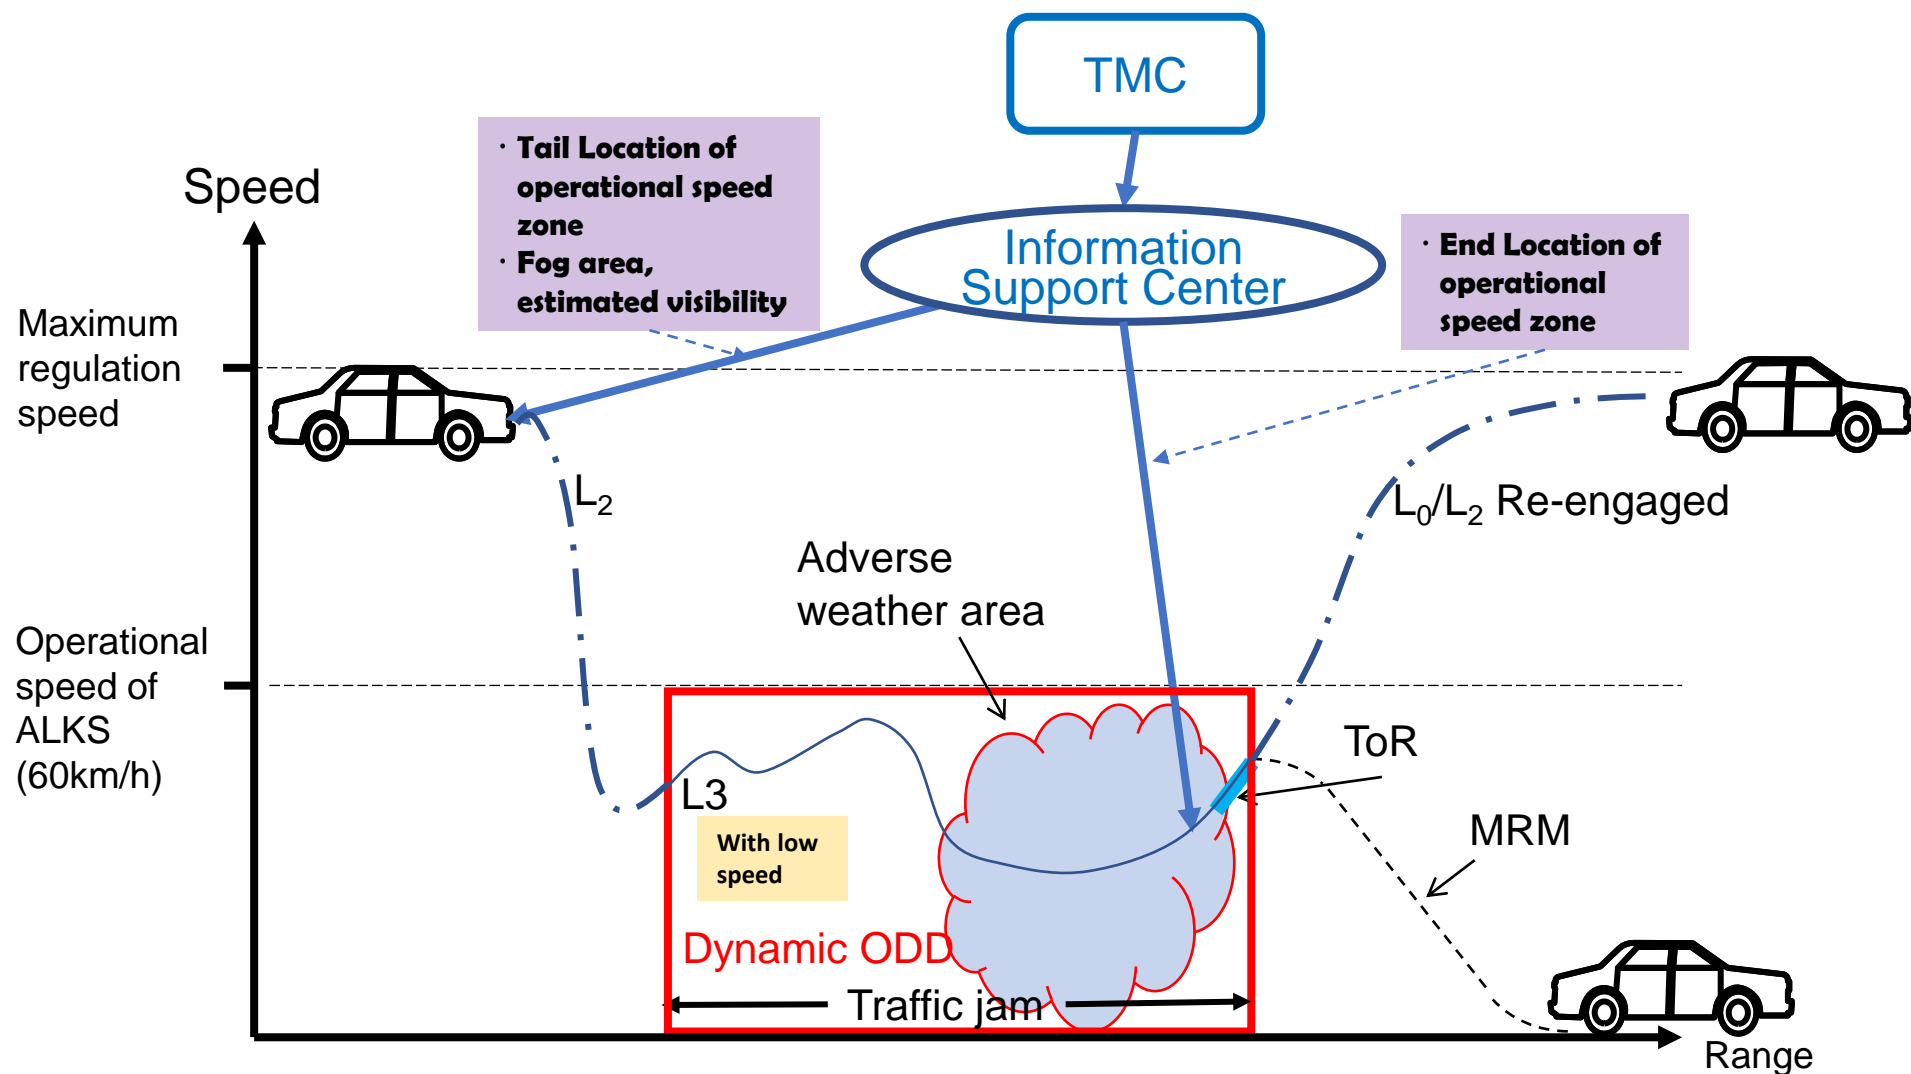 TMC
· Tail Location of
operational speed
zone
· Fog area,
estimated visibility
Speed
Information
Support Center
· End Location of
operational
speed zone
Maximum
regulation
speed
L₂
L₀/L₂ Re-engaged
Adverse
weather area
Operational
speed of
ALKS
(60km/h)
ToR
L3
With low
speed
MRM
Dynamic ODD
Traffic jam
Range